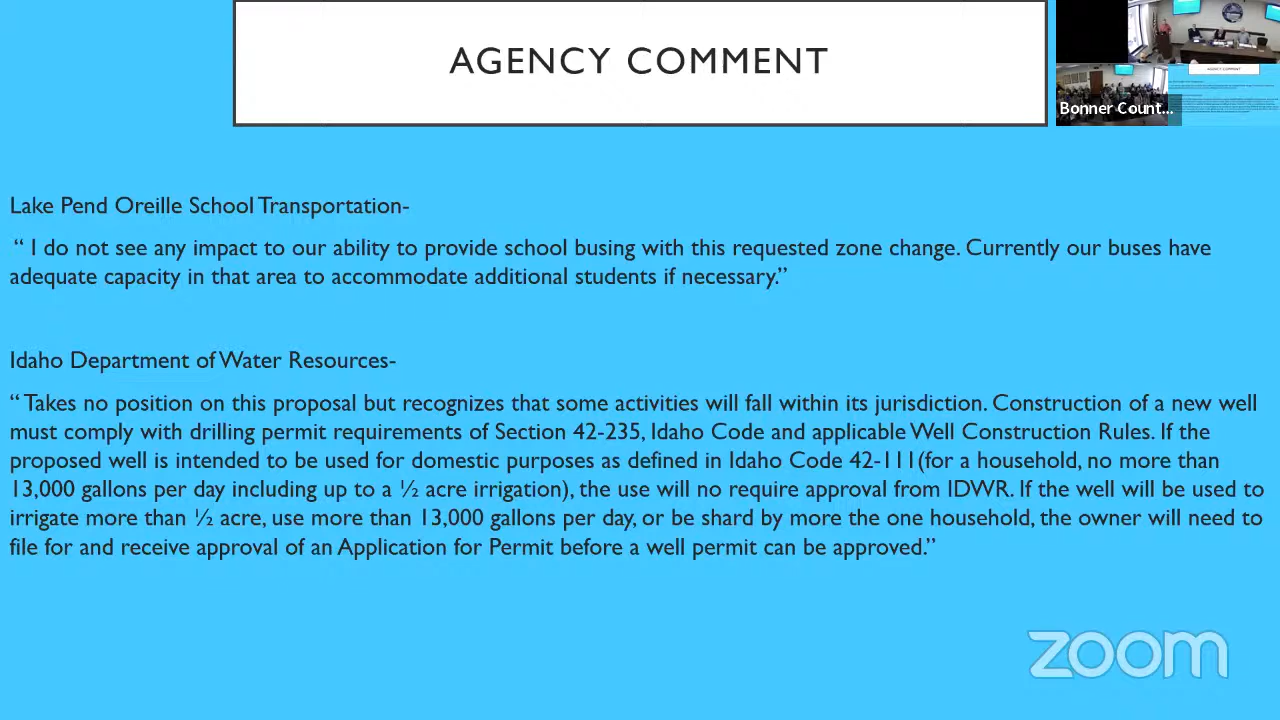 AGENCY COMMENT
Bonner Count...
AGENCY COMMENT
Lake Pend Oreille School Transportation-
“ I do not see any impact to our ability to provide school busing with this requested zone change. Currently our buses have
adequate capacity in that area to accommodate additional students if necessary.”
Idaho Department of Water Resources-
“ Takes no position on this proposal but recognizes that some activities will fall within its jurisdiction. Construction of a new well
must comply with drilling permit requirements of Section 42-235, Idaho Code and applicable Well Construction Rules. If the
proposed well is intended to be used for domestic purposes as defined in Idaho Code 42-111(for a household, no more than
13,000 gallons per day including up to a ½ acre irrigation), the use will no require approval from IDWR. If the well will be used to
irrigate more than ½ acre, use more than 13,000 gallons per day, or be shard by more the one household, the owner will need to
file for and receive approval of an Application for Permit before a well permit can be approved.”
zoom